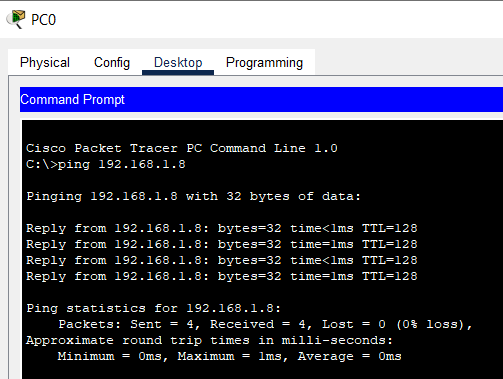 PC0
Physical Config Desktop Programming
Command Prompt
Cisco Packet Tracer PC Command Line 1.0
C:\>ping 192.168.1.8
Pinging 192.168.1.8 with 32 bytes of data:
Reply from 192.168.1.8: bytes=32 time<1ms TTL=128
Reply from 192.168.1.8: bytes=32 time=1ms TTL=128
Reply from 192.168.1.8: bytes=32 time<1ms TTL=128
Reply from 192.168.1.8: bytes=32 time<1ms TTL=128
Ping statistics for 192.168.1.8:
Packets: Sent = 4, Received = 4, Lost = 0 (0% loss),
Approximate round trip times in milli-seconds:
Minimum = 0ms, Maximum = 1ms, Average = 0ms